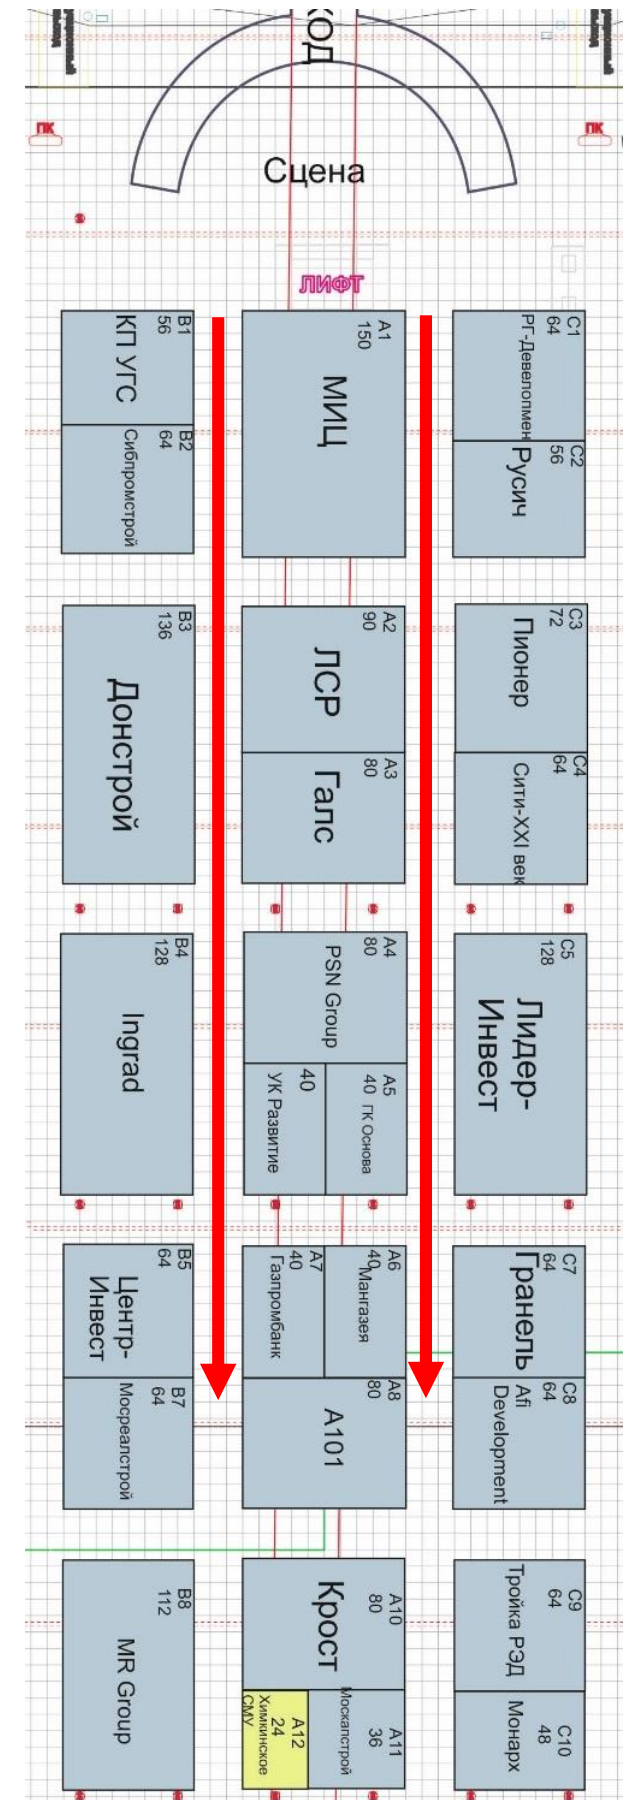 ХОД
ПК
ПК
Сцена
ЛИФТ
B1
56
КП УГС
B2
64
Сибпромстрой
A1
150
МИЦ
C1
64
РГ-Девелопмен
C2
56
Русич
B3
136
Донстрой
A2
90
ЛСР
A3
80
Галс
C3
72
Пионер
C4
64
Сити-XXI век
B4
128
Ingrad
A4
80
PSN Group
40
УК Развитие
A5
40 ГК Основа
C5
128
Лидер-
Инвест
B5
64
Центр-
Инвест
B7
64
Мосреалстрой
A7
40
Газпромбанк
A6
40
Мангазея
A8
80
А101
C7
64
Гранель
C8
64
Afi
Development
B8
112
MR Group
A10
80
Крост
A12
24
Химкинское
СМУ
A11
36
Москапстрой
C9
64
Тройка РЭД
C10
48
Монарх